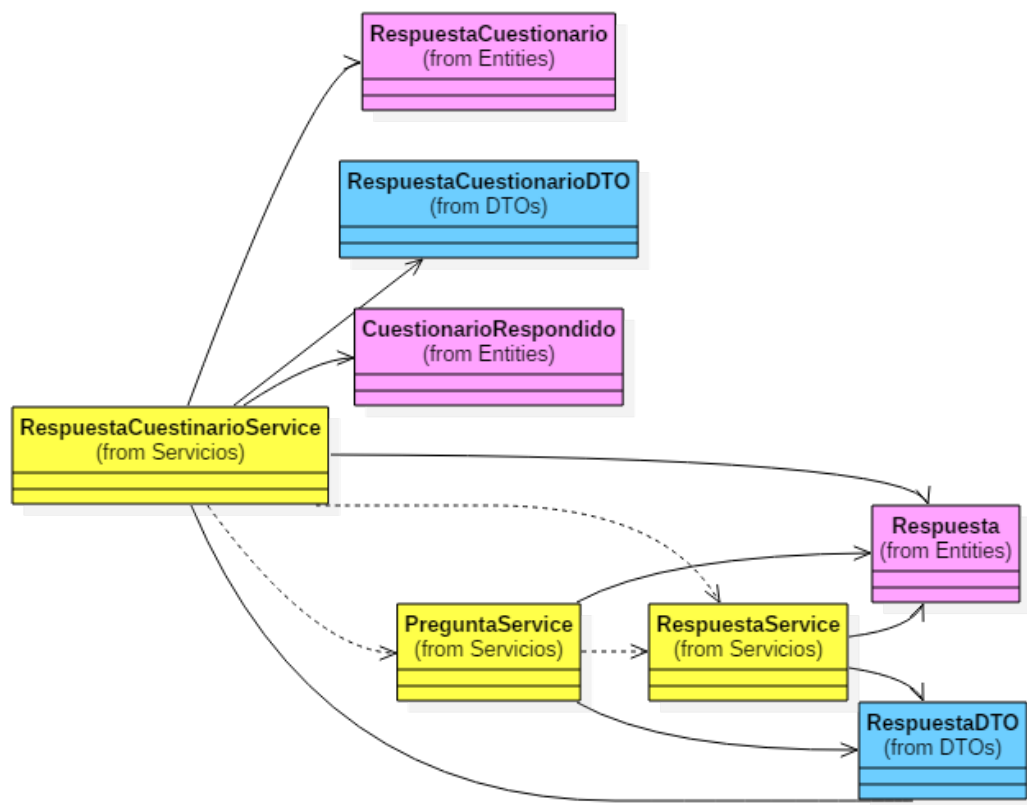 RespuestaCuestionario
(from Entities)
RespuestaCuestionarioDTO
(from DTOs)
CuestionarioRespondido
(from Entities)
RespuestaCuestinarioService
(from Servicios)
Respuesta
(from Entities)
PreguntaService
(from Servicios)
RespuestaService
(from Servicios)
RespuestaDTO
(from DTOs)